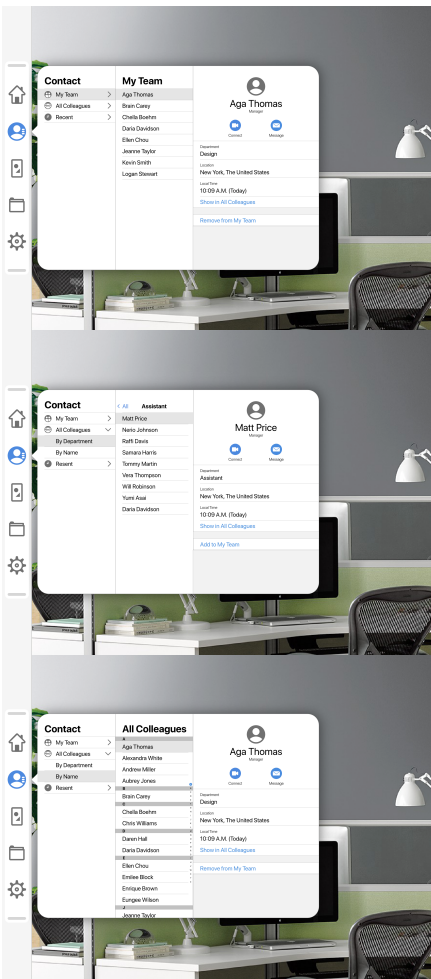 Contact
My Team
All Colleagues
Recent
My Team
Aga Thomas
Brain Carey
Chella Boehm
Daria Davidson
Ellen Chou
Jeanne Taylor
Kevin Smith
Logan Stewart
Aga Thomas
Manager
Connect
Message
Department
Design
Location
New York, The United States
Local Time
10:09 A.M. (Today)
Show in All Colleagues
Remove from My Team
Contact
My Team
All Colleagues
By Department
By Name
Resent
< All Assistant
Matt Price
Nerio Johnson
Raffi Davis
Samara Harris
Tommy Martin
Vera Thompson
Will Robinson
Yumi Asai
Daria Davidson
Matt Price
Manager
Connect
Message
Department
Assistant
Location
New York, The United States
Local Time
10:09 A.M. (Today)
Show in All Colleagues
Add to My Team
Contact
My Team
All Colleagues
By Department
By Name
Resent
All Colleagues
A
Aga Thomas
Alexandra White
Andrew Miller
Aubrey Jones
B
Brain Carey
C
Chella Boehm
Chris Williams
D
Daren Hall
Daria Davidson
E
Ellen Chou
Emilee Block
Enrique Brown
Eungee Wilson
J
Jeanne Taylor
Aga Thomas
Manager
Connect
Message
Department
Design
Location
New York, The United States
Local Time
10:09 A.M. (Today)
Show in All Colleagues
Remove from My Team